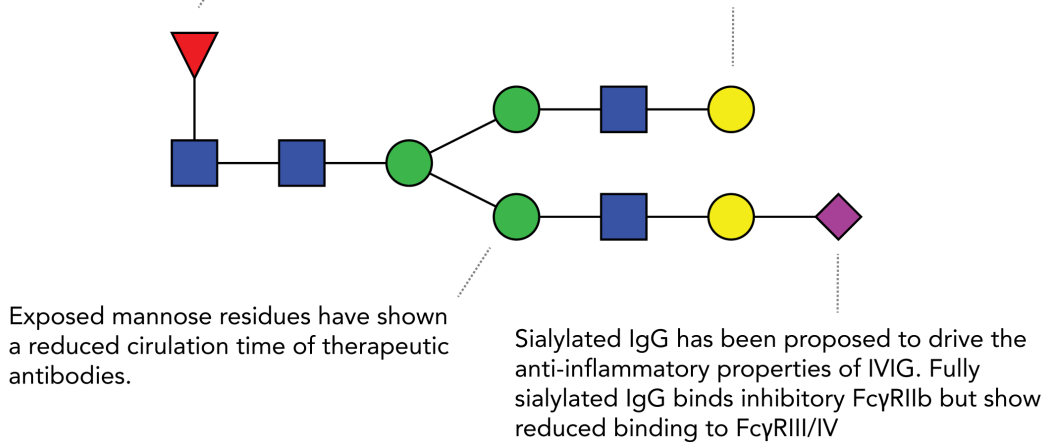 Exposed mannose residues have shown
a reduced cirulation time of therapeutic
antibodies.
Sialylated IgG has been proposed to drive the
anti-inflammatory properties of IVIG. Fully
sialylated IgG binds inhibitory FcγRIIb but show
reduced binding to FcγRIII/IV